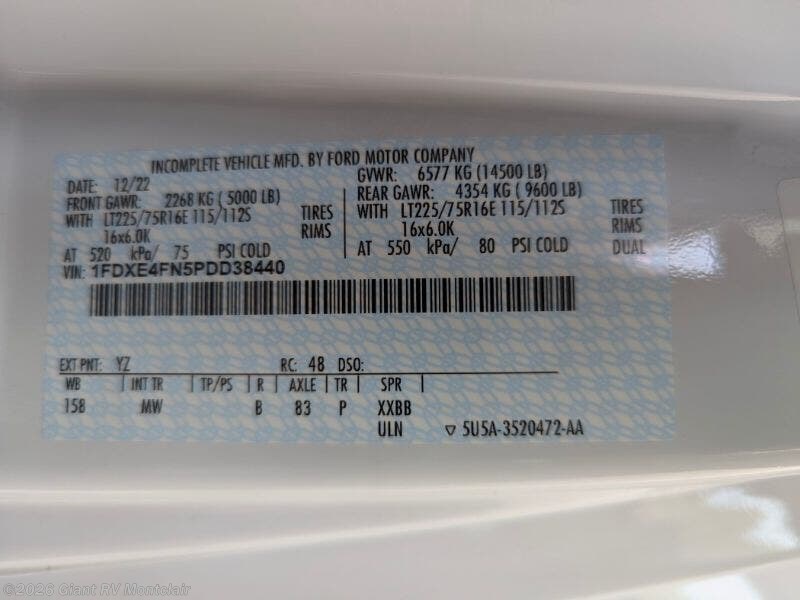 INCOMPLETE VEHICLE MFD. BY FORD MOTOR COMPANY
DATE: 12/22 GVWR: 6577 KG (14500 LB)
FRONT GAWR: 2268 KG ( 5000 LB) REAR GAWR: 4354 KG ( 9600 LB)
WITH LT225/75R16E 115/112S TIRES WITH LT225/75R16E 115/112S TIRES
16x6.0K RIMS 16x6.0K RIMS
AT 520 kPa/ 75 PSI COLD AT 550 kPa/ 80 PSI COLD DUAL
VIN: 1FDXE4FN5PDD38440
EXT PNT: YZ RC: 48 DSO:
WB INT TR TP/PS R AXLE TR SPR
158 MW B 83 P XXBB
ULN ▽ 5U5A-3520472-AA
©2026 Giant RV Montclair